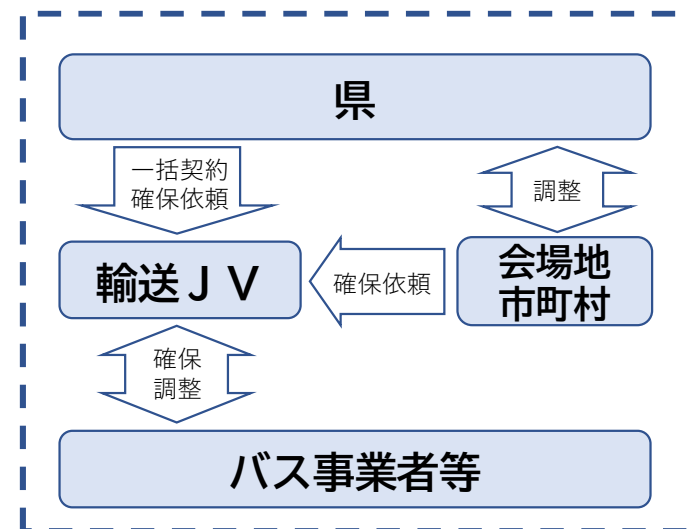 県
一括契約
確保依頼
調整
輸送ＪＶ
確保依頼
会場地
市町村
確保
調整
バス事業者等